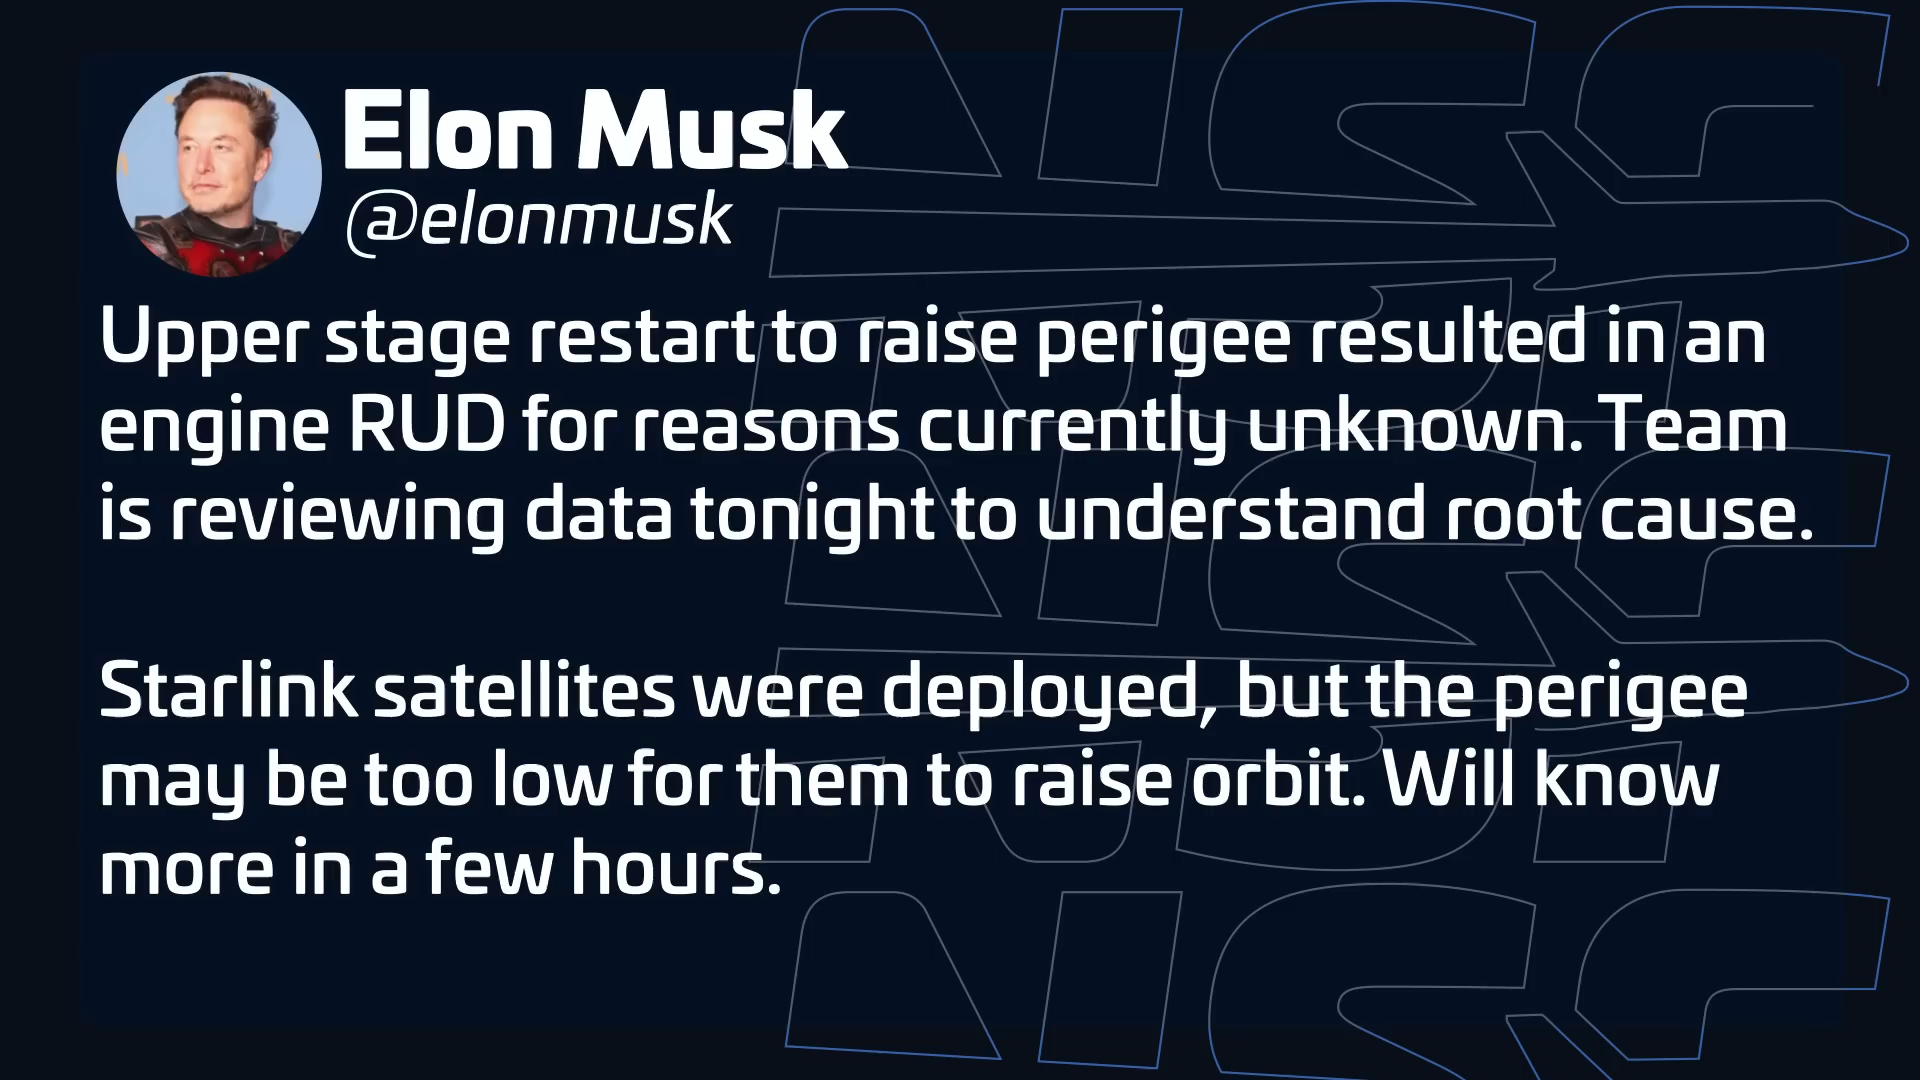 Elon Musk
@elonmusk
Upper stage restart to raise perigee resulted in an
engine RUD for reasons currently unknown. Team
is reviewing data tonight to understand root cause.
Starlink satellites were deployed, but the perigee
may be too low for them to raise orbit. Will know
more in a few hours.